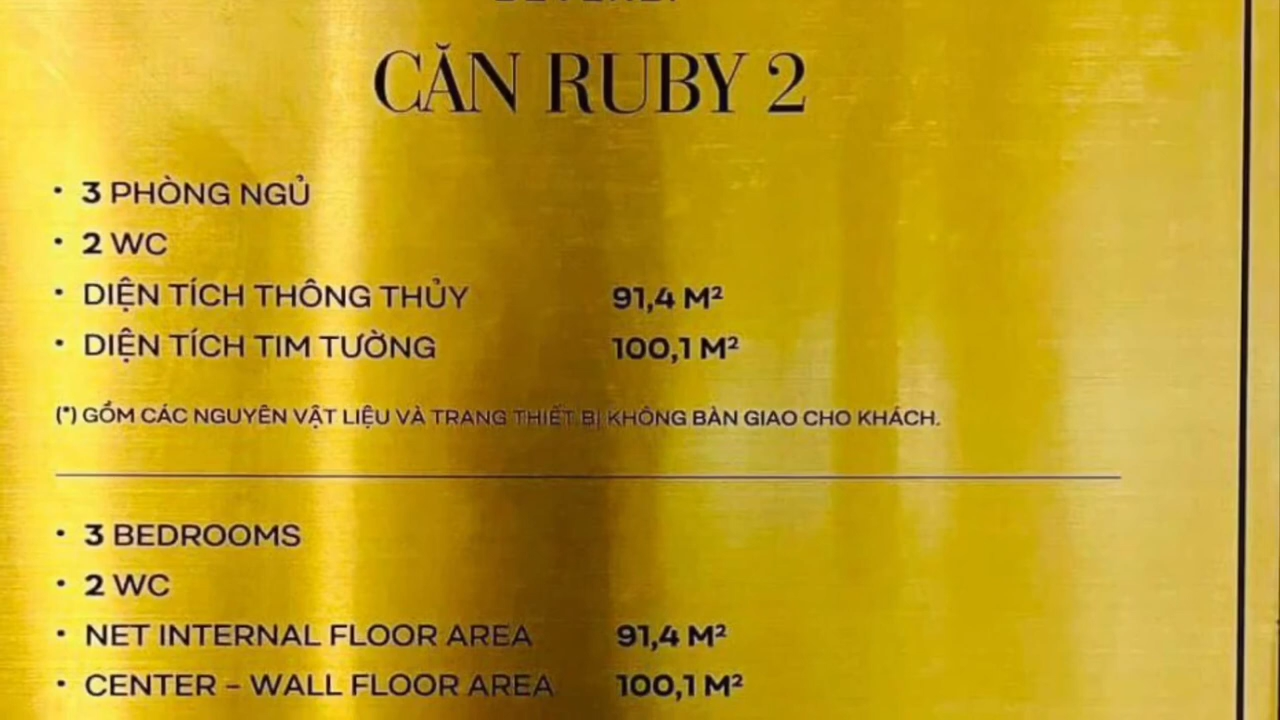 CĂN RUBY 2
• 3 PHÒNG NGỦ
• 2 WC
• DIỆN TÍCH THÔNG THỦY 91,4 M²
• DIỆN TÍCH TIM TƯỜNG 100,1 M²
(*) GỒM CÁC NGUYÊN VẬT LIỆU VÀ TRANG THIẾT BỊ KHÔNG BÀN GIAO CHO KHÁCH.
• 3 BEDROOMS
• 2 WC
• NET INTERNAL FLOOR AREA 91,4 M²
• CENTER – WALL FLOOR AREA 100,1 M²